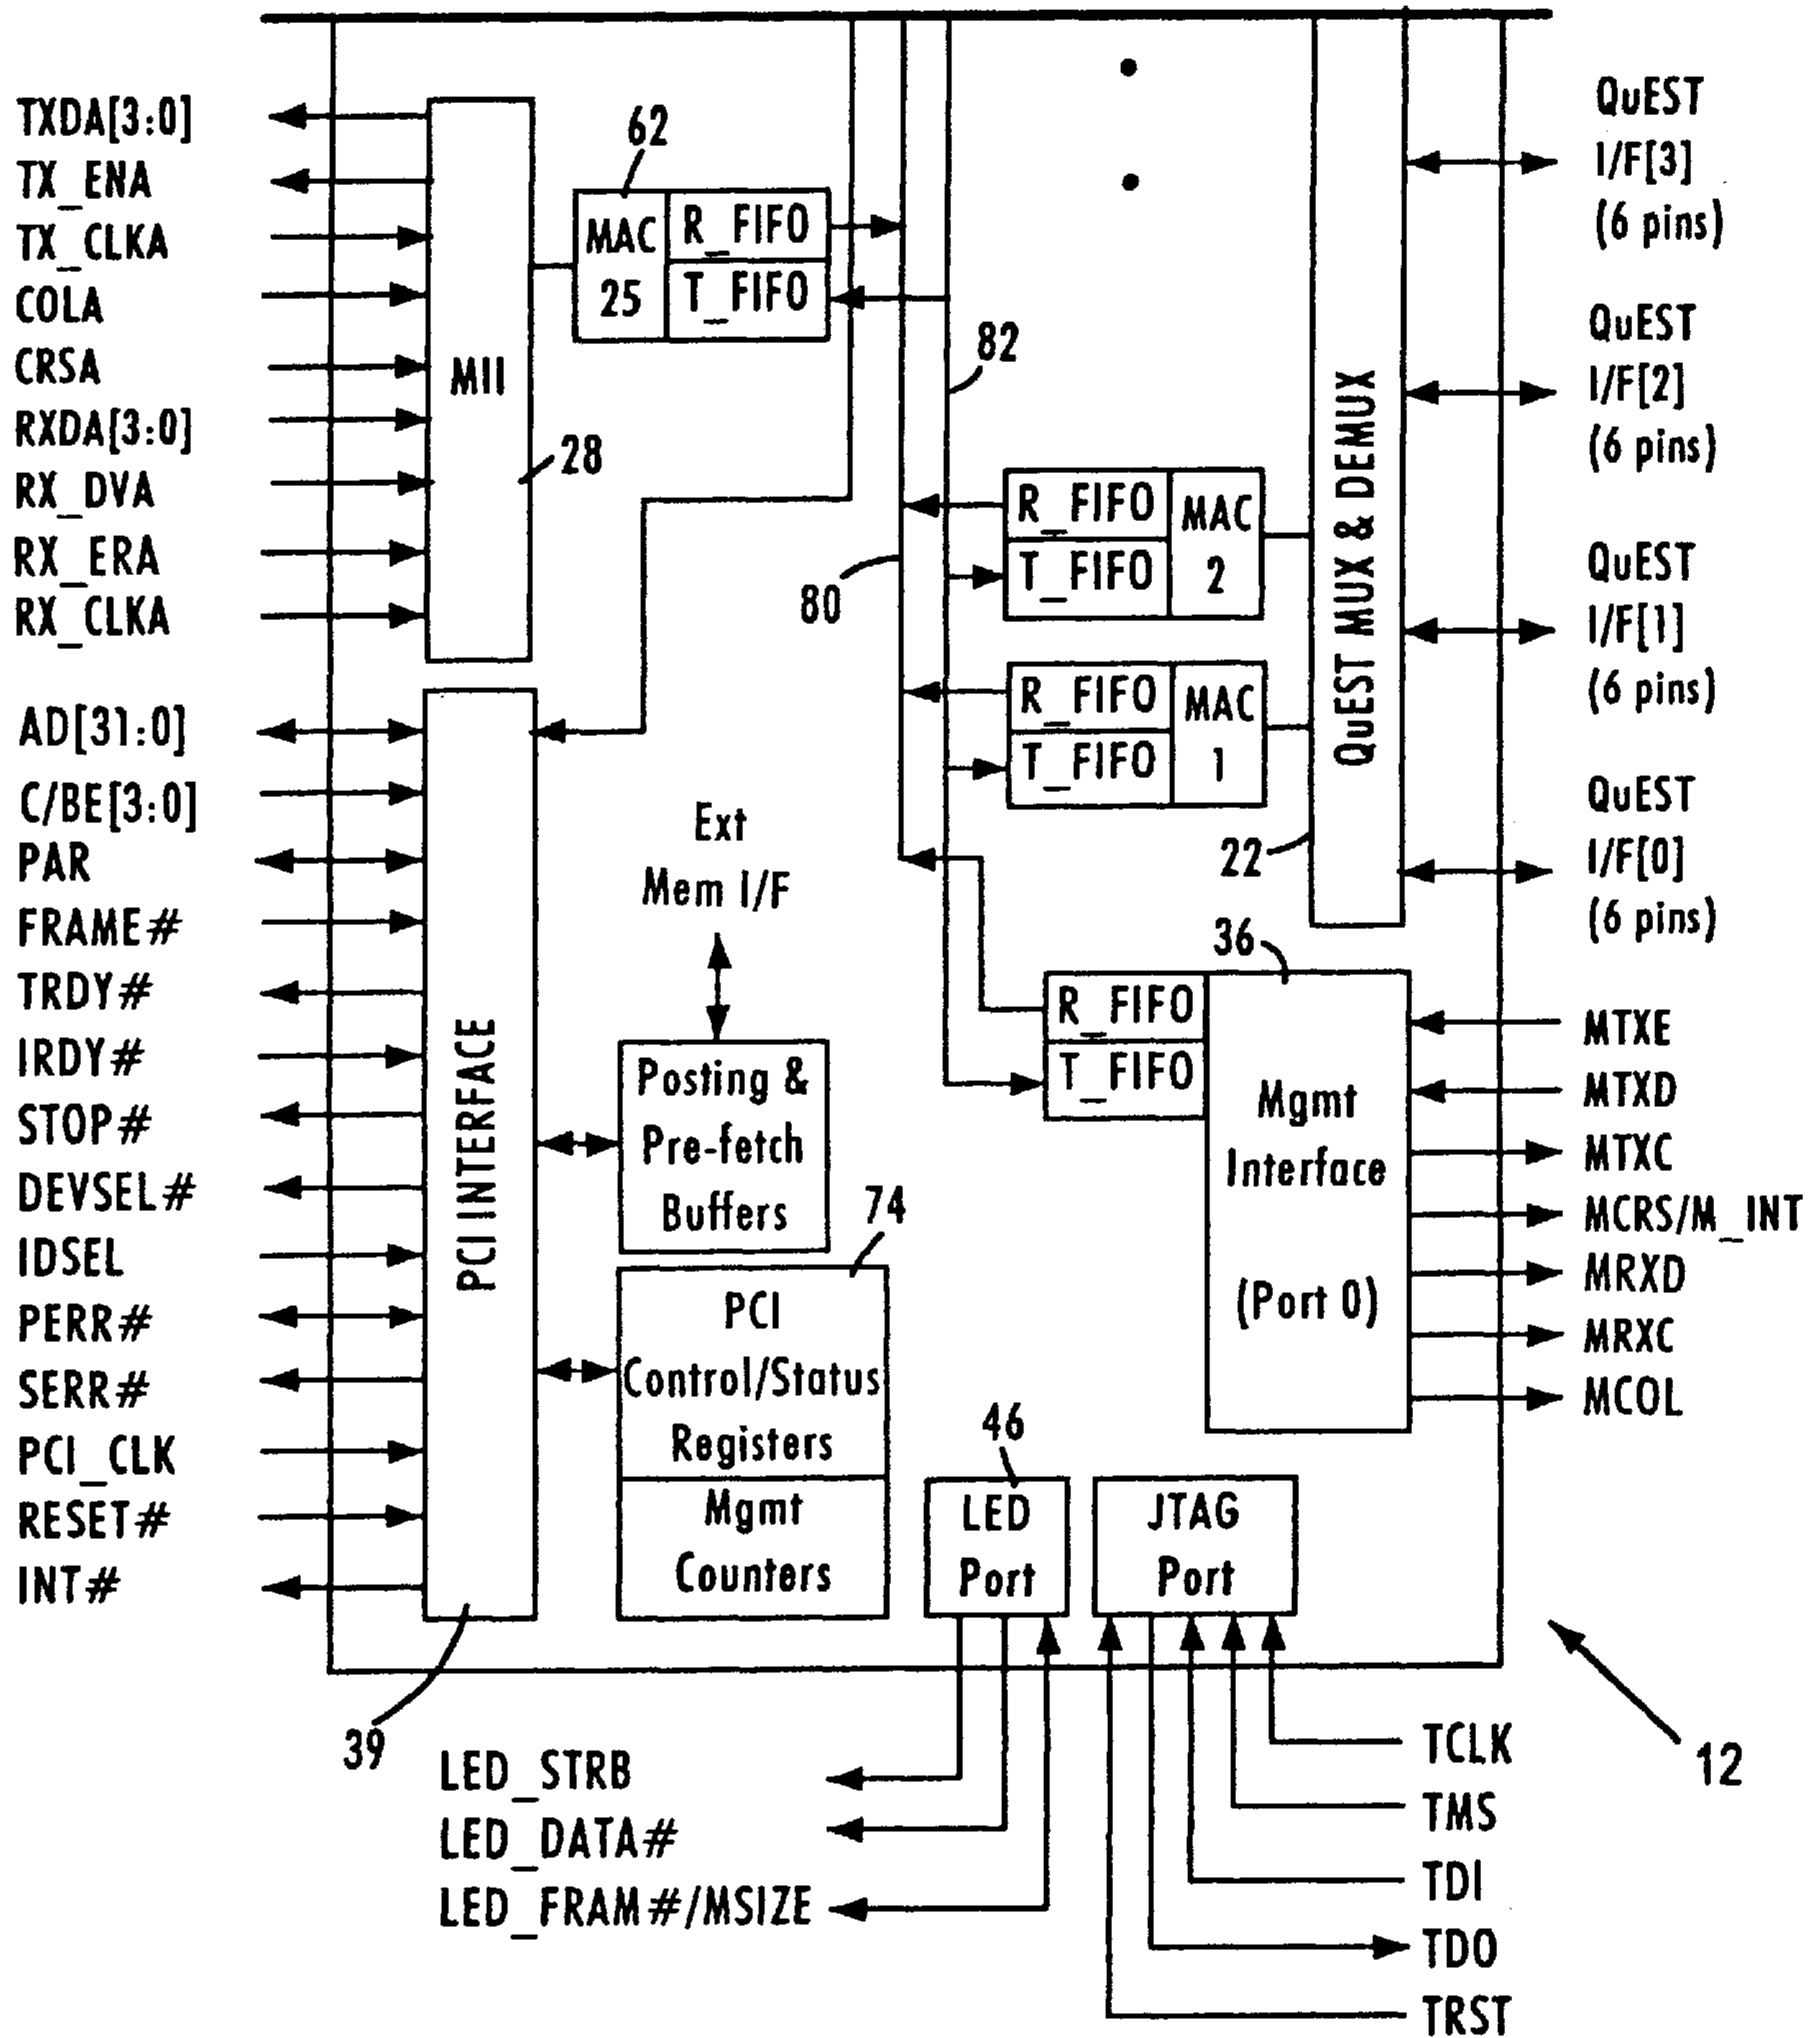 TXDA[3:0]
TX_ENA
TX_CLKA
COLA
CRSA
RXDA[3:0]
RX_DVA
RX_ERA
RX_CLKA
MII
28
62
MAC
25
R_FIFO
T_FIFO
82
80
R_FIFO
T_FIFO
MAC
2
R_FIFO
T_FIFO
MAC
1
QuEST MUX & DEMUX
22
QuEST
I/F[3]
(6 pins)
QuEST
I/F[2]
(6 pins)
QuEST
I/F[1]
(6 pins)
QuEST
I/F[0]
(6 pins)
AD[31:0]
C/BE[3:0]
PAR
FRAME#
TRDY#
IRDY#
STOP#
DEVSEL#
IDSEL
PERR#
SERR#
PCI_CLK
RESET#
INT#
PCI INTERFACE
39
Ext
Mem I/F
Posting &
Pre-fetch
Buffers
74
PCI
Control/Status
Registers
Mgmt
Counters
36
R_FIFO
T_FIFO
Mgmt
Interface
(Port 0)
MTXE
MTXD
MTXC
MCRS/M_INT
MRXD
MRXC
MCOL
46
LED
Port
JTAG
Port
LED_STRB
LED_DATA#
LED_FRAM#/MSIZE
TCLK
TMS
TDI
TDO
TRST
12